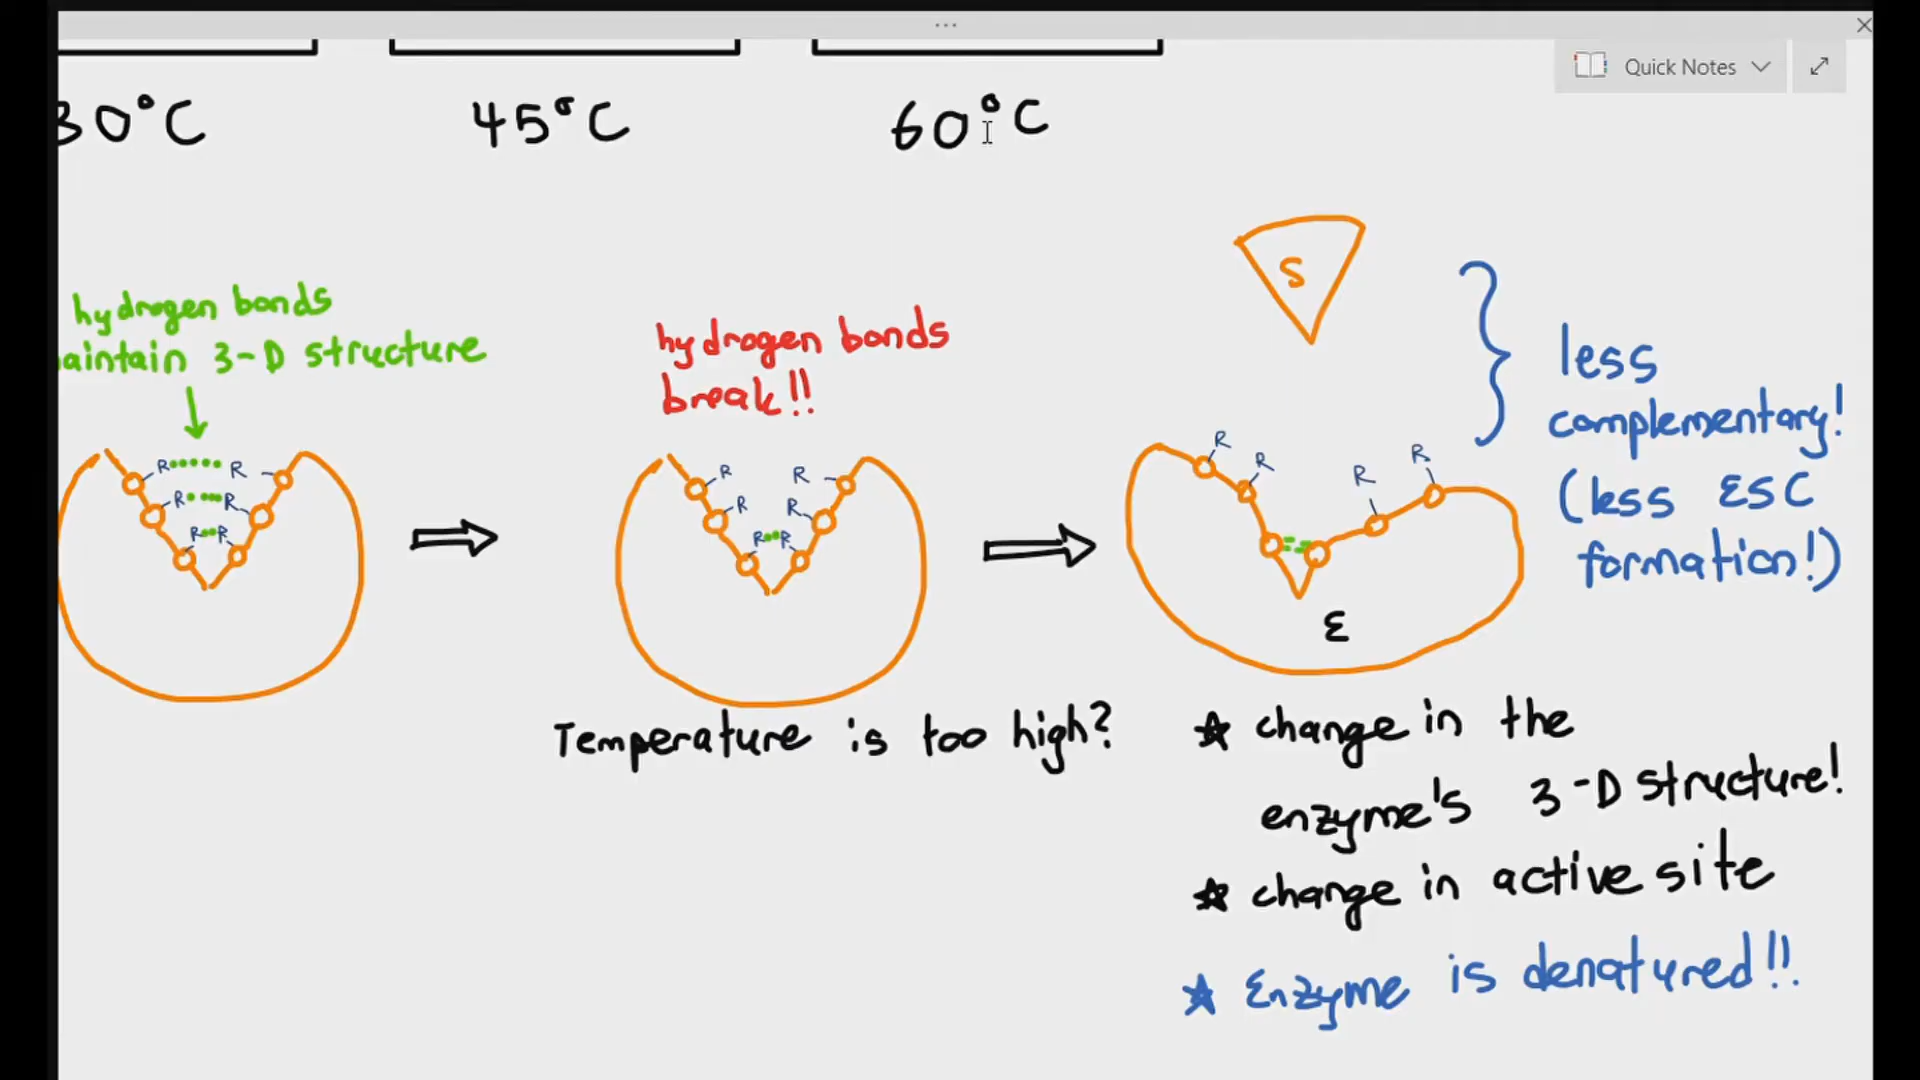 Quick Notes
30°C
45°C
60°C
S
hydrogen bonds
aintain 3-D structure
hydrogen bonds
break!!
less
complementary!
(less ESC
formation!)
R R
R R
R R
R R
R R
R R
R R R R
E
Temperature is too high?
★ change in the
enzyme's 3-D structure!
★ change in active site
★ Enzyme is denatured!!